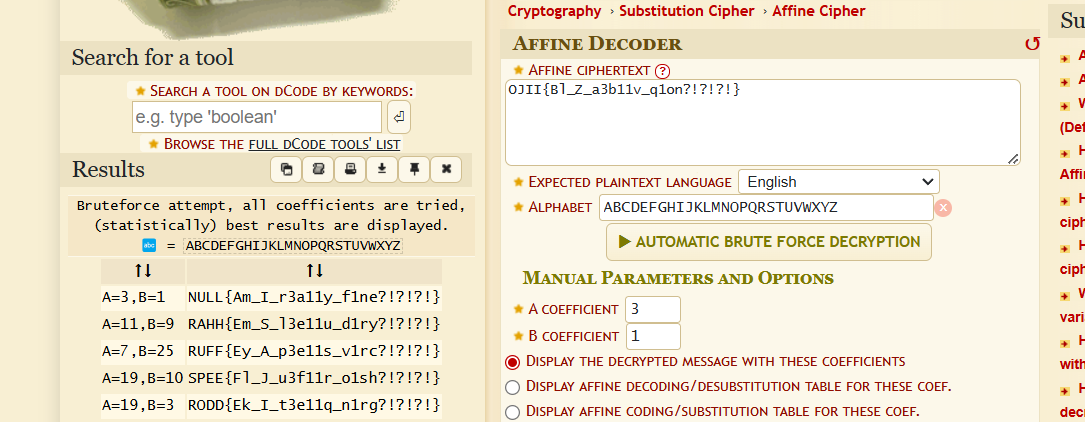 Search for a tool
SEARCH A TOOL ON DCODE BY KEYWORDS:
e.g. type 'boolean'
BROWSE THE FULL DCODE TOOLS' LIST
Results
Bruteforce attempt, all coefficients are tried,
(statistically) best results are displayed.
abc = ABCDEFGHIJKLMNOPQRSTUVWXYZ
↑↓ ↑↓
A=3,B=1 NULL{Am_I_r3a11y_f1ne?!?!?!}
A=11,B=9 RAHH{Em_S_l3e11u_d1ry?!?!?!}
A=7,B=25 RUFF{Ey_A_p3e11s_v1rc?!?!?!}
A=19,B=10 SPEE{Fl_J_u3f11r_o1sh?!?!?!}
A=19,B=3 RODD{Ek_I_t3e11q_n1rg?!?!?!}
Cryptography › Substitution Cipher › Affine Cipher
AFFINE DECODER
AFFINE CIPHERTEXT ?
OJII{Bl_Z_a3b11v_q1on?!?!?!}
EXPECTED PLAINTEXT LANGUAGE English
ALPHABET ABCDEFGHIJKLMNOPQRSTUVWXYZ
▶ AUTOMATIC BRUTE FORCE DECRYPTION
MANUAL PARAMETERS AND OPTIONS
A COEFFICIENT 3
B COEFFICIENT 1
DISPLAY THE DECRYPTED MESSAGE WITH THESE COEFFICIENTS
DISPLAY AFFINE DECODING/DESUBSTITUTION TABLE FOR THESE COEF.
DISPLAY AFFINE CODING/SUBSTITUTION TABLE FOR THESE COEF.
Su
A
A
W
(Def
H
Affi
H
ciph
H
ciph
W
vari
H
with
H
decr